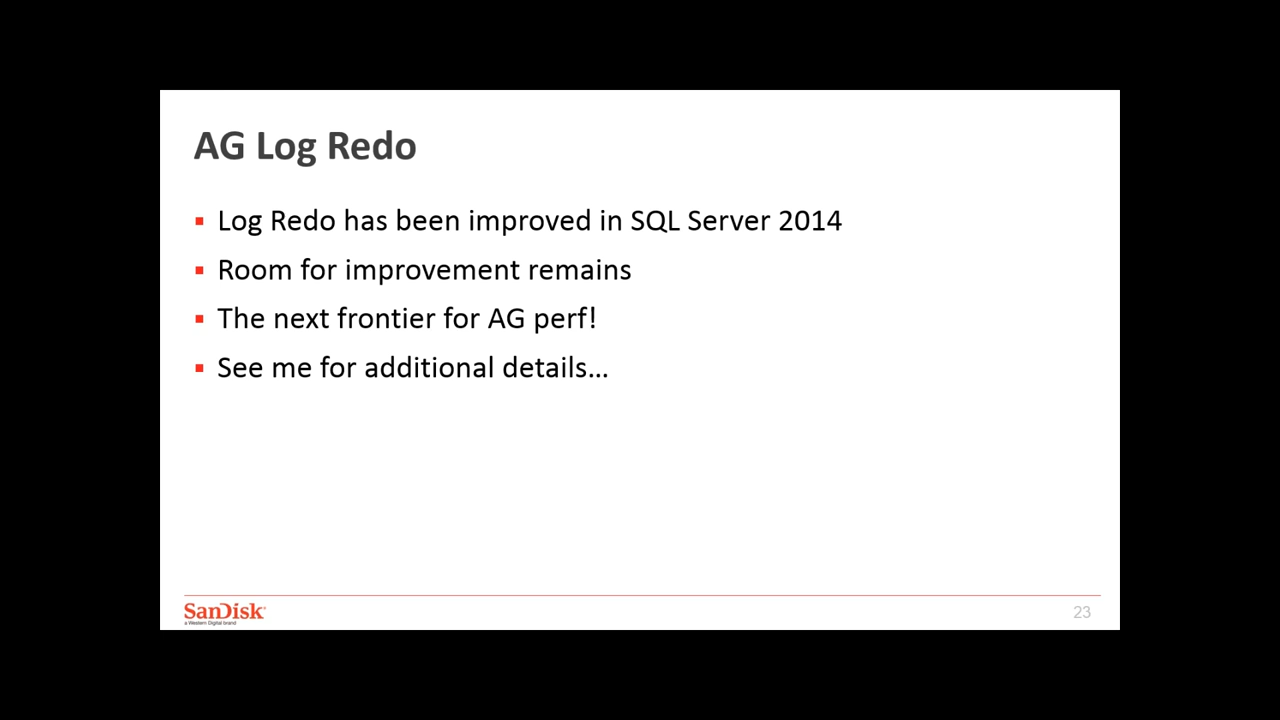 AG Log Redo
Log Redo has been improved in SQL Server 2014
Room for improvement remains
The next frontier for AG perf!
See me for additional details...
SanDisk
a Western Digital brand
23